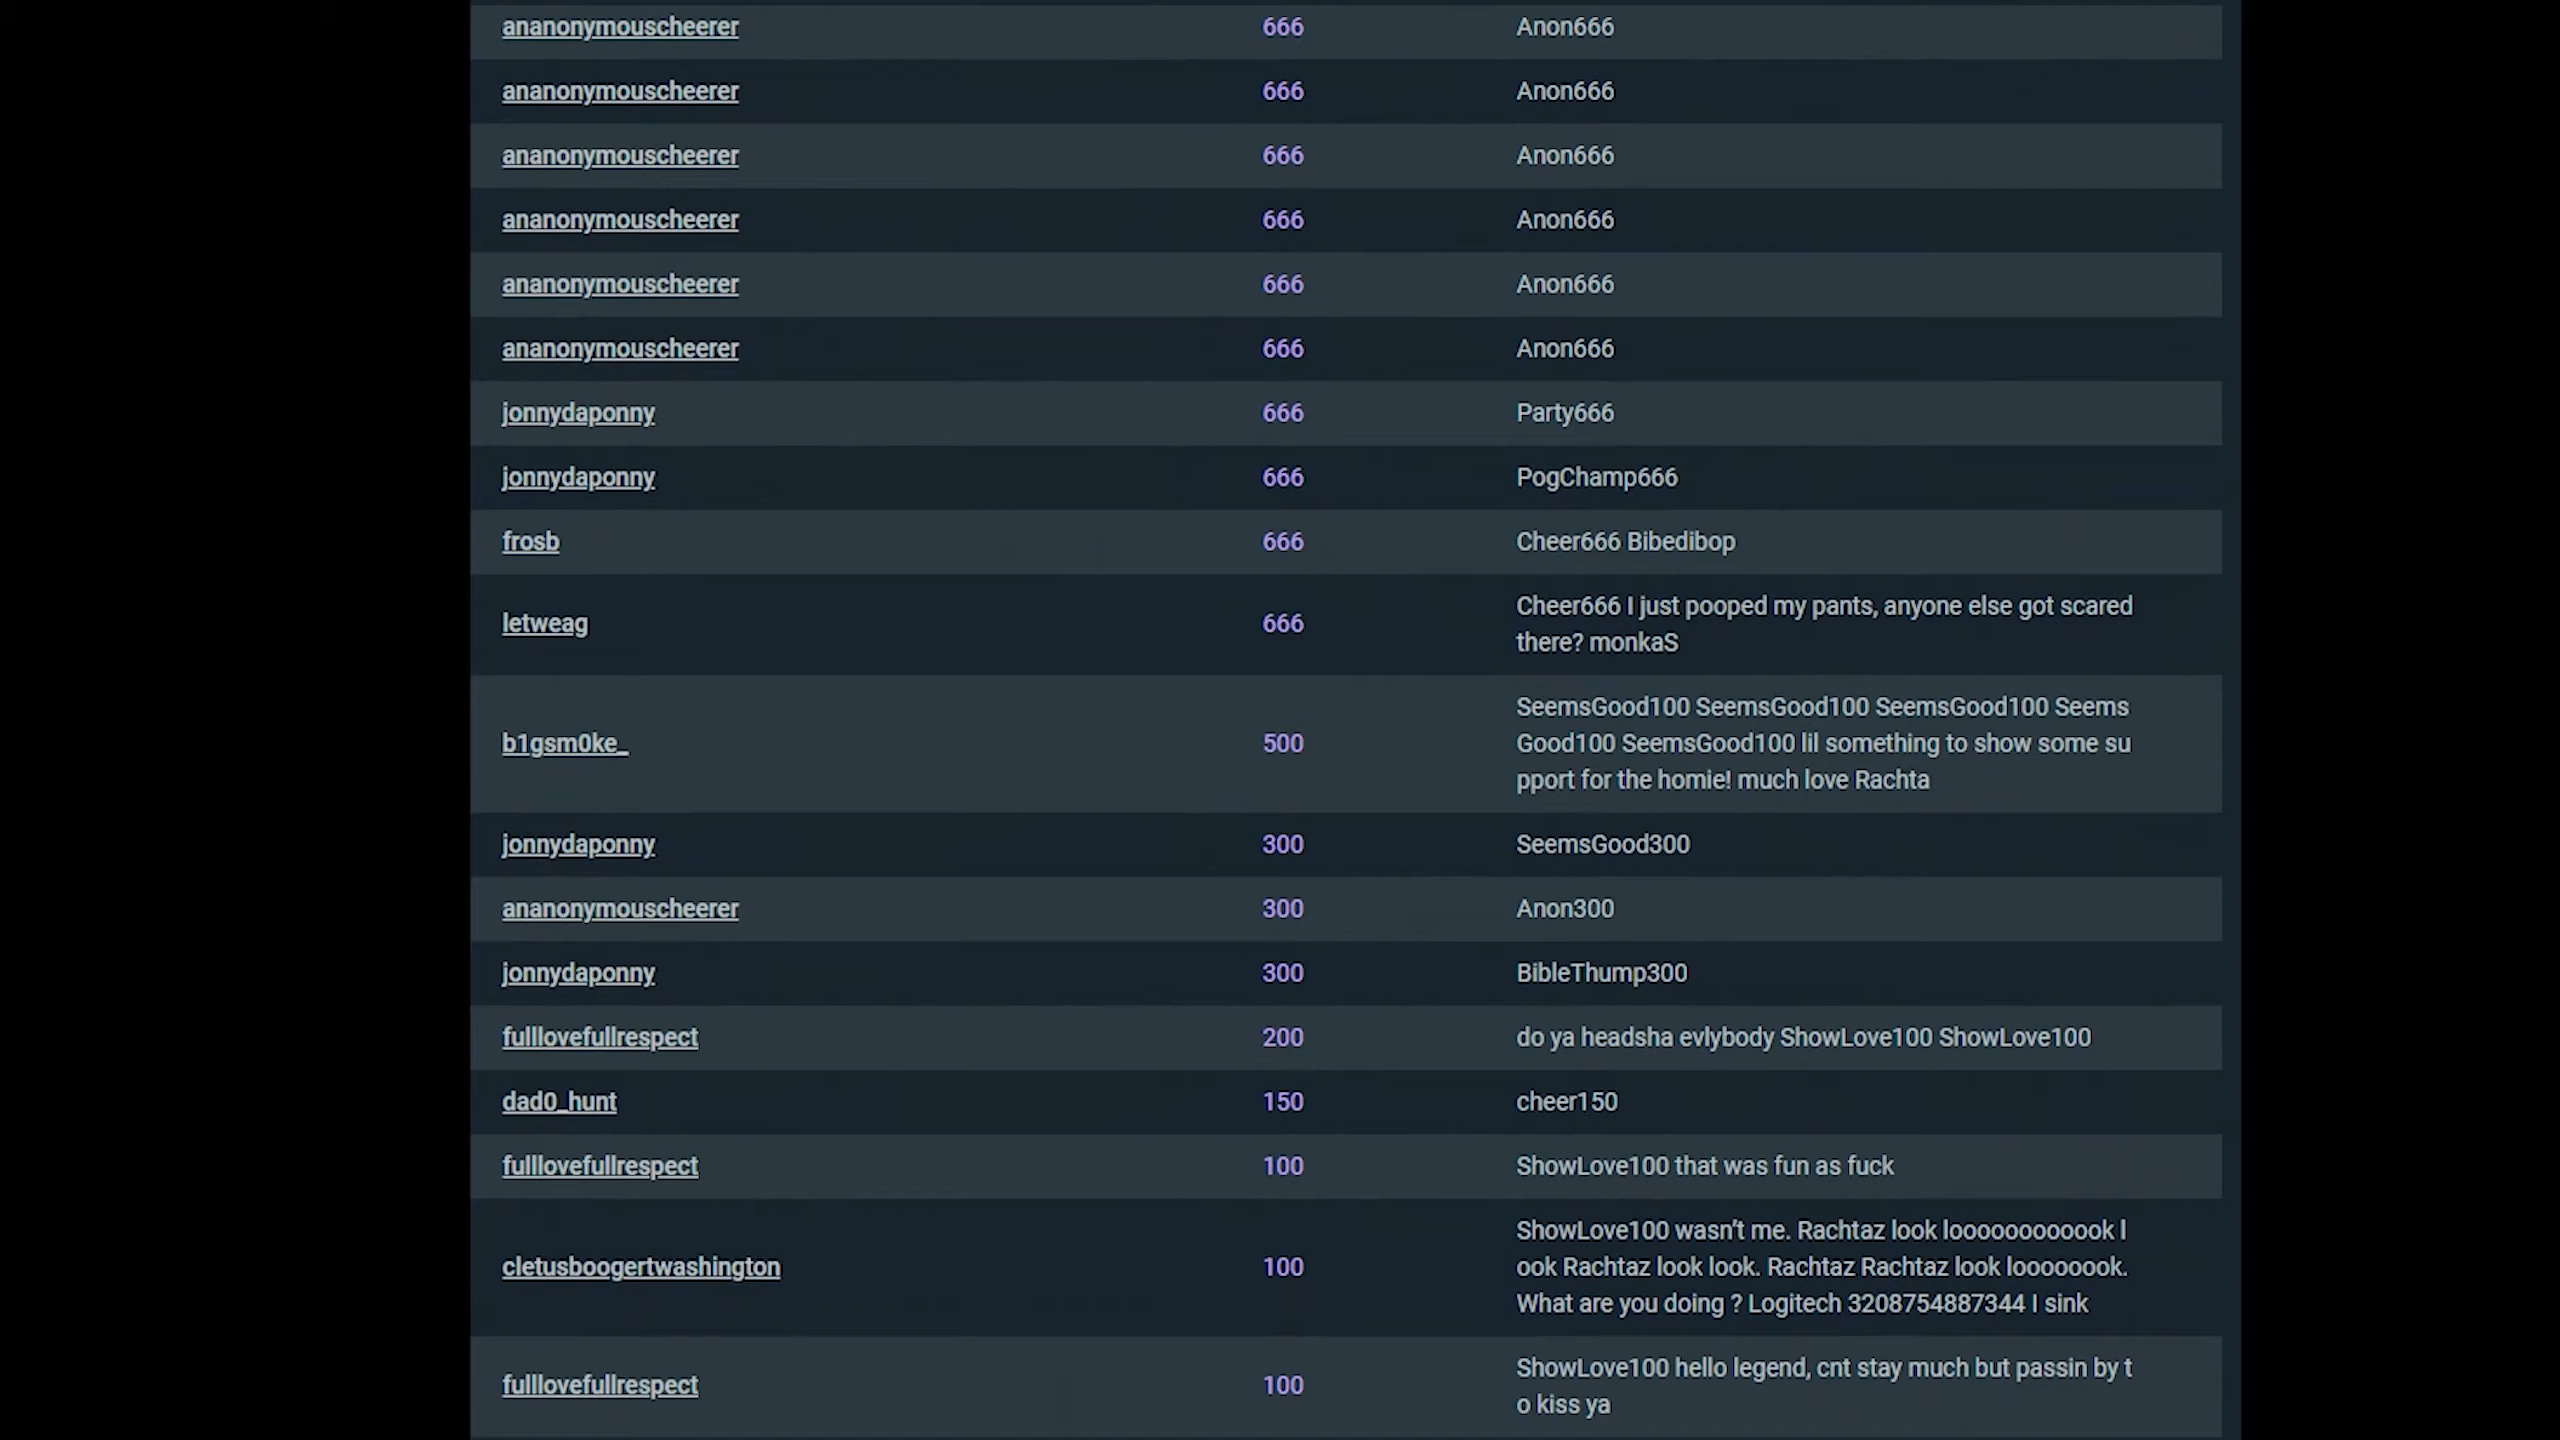 ananonymouscheerer 666 Anon666
ananonymouscheerer 666 Anon666
ananonymouscheerer 666 Anon666
ananonymouscheerer 666 Anon666
ananonymouscheerer 666 Anon666
ananonymouscheerer 666 Anon666
jonnydaponny 666 Party666
jonnydaponny 666 PogChamp666
frosb 666 Cheer666 Bibedibop
letweag 666 Cheer666 I just pooped my pants, anyone else got scared
there? monkaS
b1gsm0ke_ 500 SeemsGood100 SeemsGood100 SeemsGood100 Seems
Good100 SeemsGood100 lil something to show some su
pport for the homie! much love Rachta
jonnydaponny 300 SeemsGood300
ananonymouscheerer 300 Anon300
jonnydaponny 300 BibleThump300
fulllovefullrespect 200 do ya headsha evlybody ShowLove100 ShowLove100
dad0_hunt 150 cheer150
fulllovefullrespect 100 ShowLove100 that was fun as fuck
cletusboogertwashington 100 ShowLove100 wasn't me. Rachtaz look looooooooooook l
ook Rachtaz look look. Rachtaz Rachtaz look loooooook.
What are you doing ? Logitech 3208754887344 I sink
fulllovefullrespect 100 ShowLove100 hello legend, cnt stay much but passin by t
o kiss ya